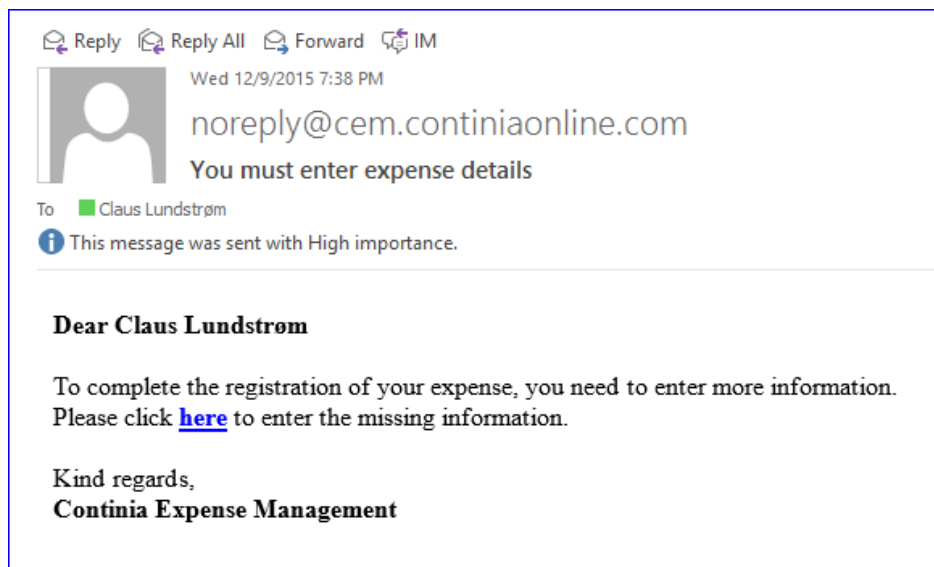 Reply Reply All Forward IM
Wed 12/9/2015 7:38 PM
noreply@cem.continiaonline.com
You must enter expense details
To Claus Lundstrøm
This message was sent with High importance.
Dear Claus Lundstrøm
To complete the registration of your expense, you need to enter more information.
Please click here to enter the missing information.
Kind regards,
Continia Expense Management